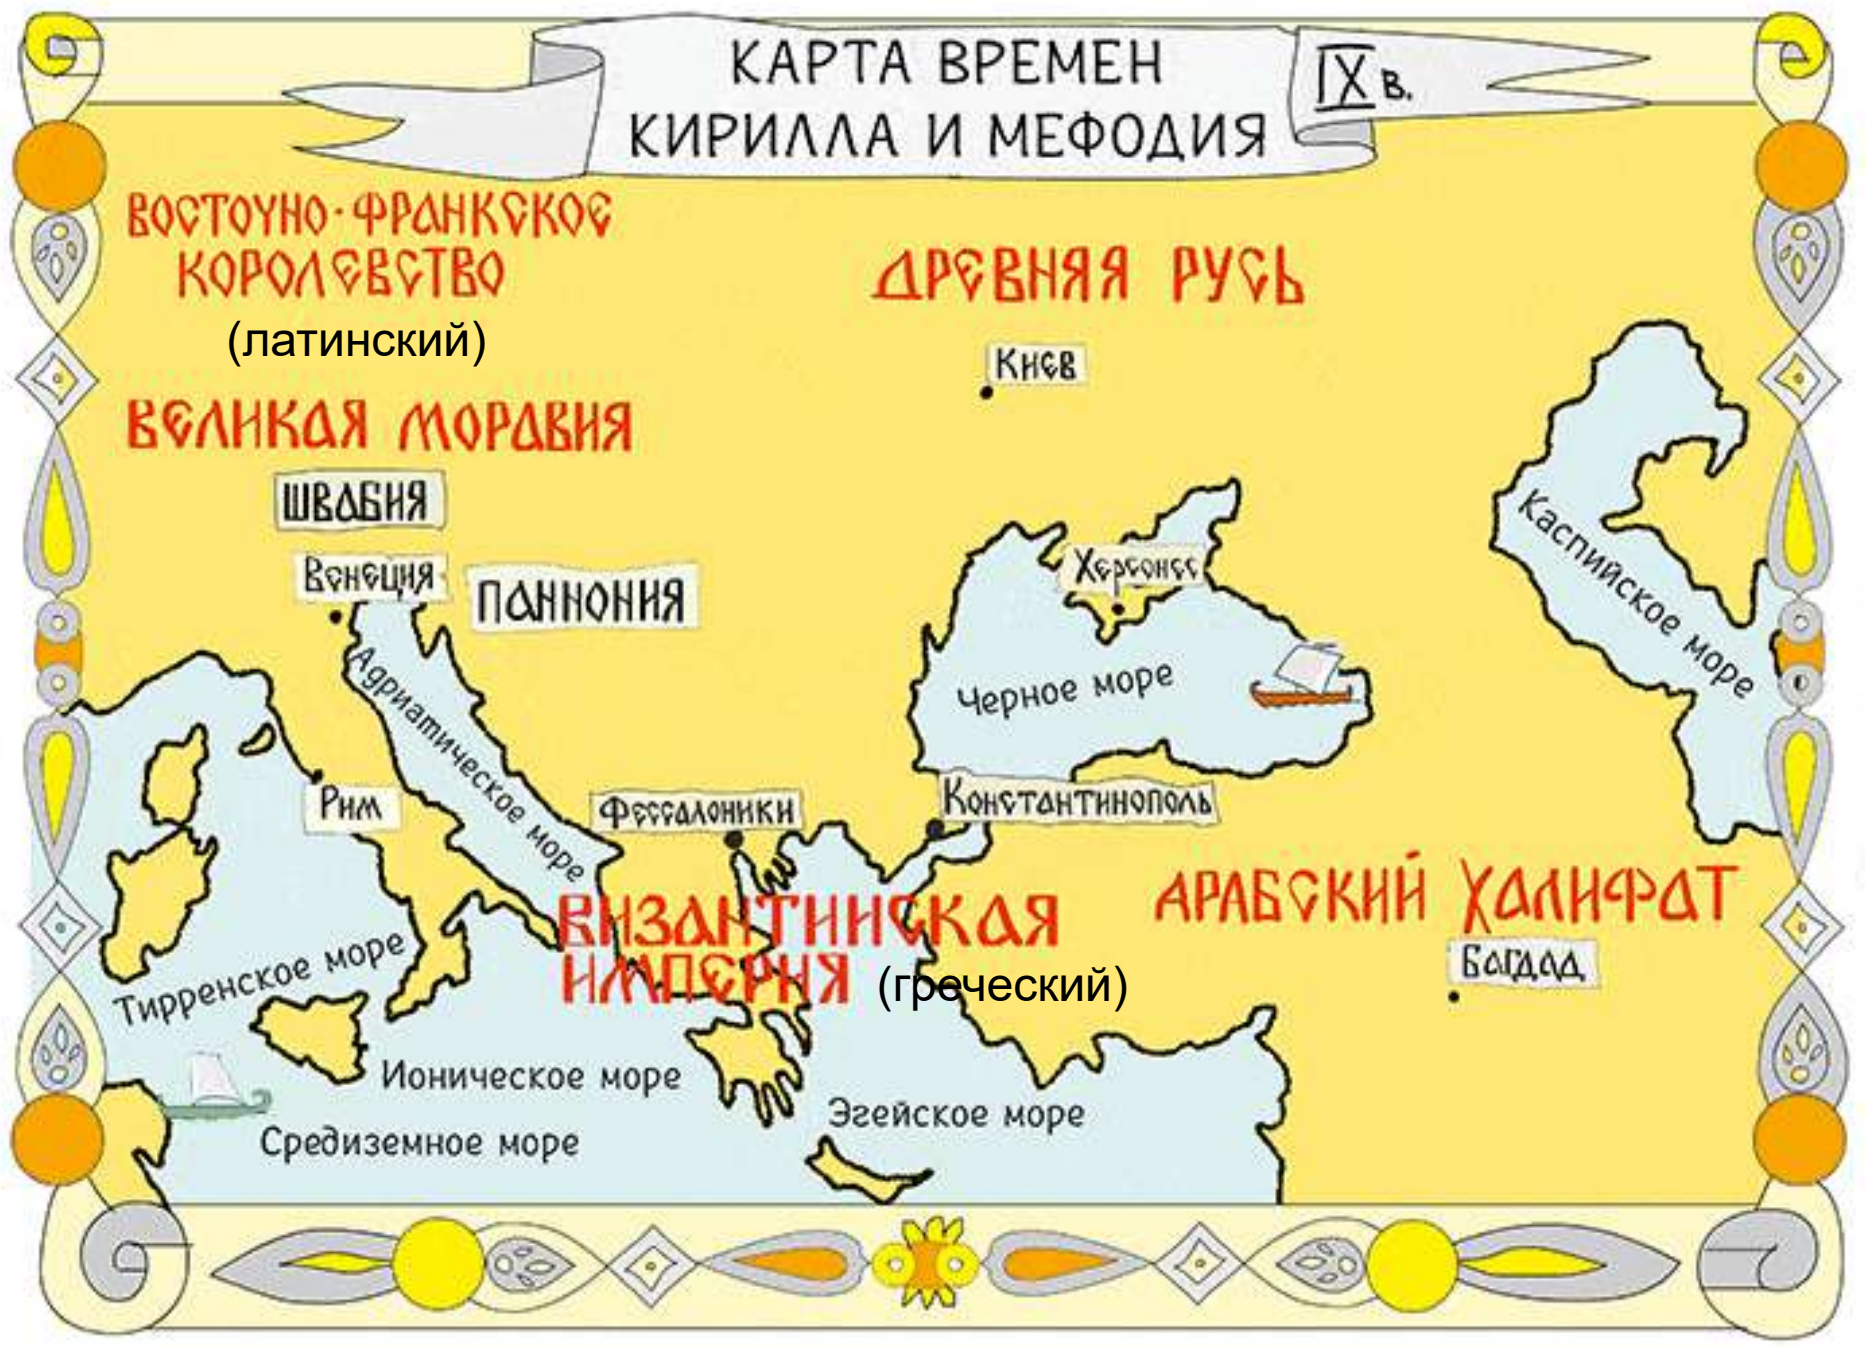 КАРТА ВРЕМЕН
КИРИЛЛА И МЕФОДИЯ
IX в.
ВОСТОЧНО-ФРАНКСКОЕ
КОРОЛЕВСТВО
(латинский)
ДРЕВНЯЯ РУСЬ
Киев
ВЕЛИКАЯ МОРАВИЯ
ШВАБИЯ
Венеция
ПАННОНИЯ
Херсонес
Каспийское море
Адриатическое море
Черное море
Рим
Фессалоники
Константинополь
ВИЗАНТИЙСКАЯ
ИМПЕРИЯ (греческий)
АРАБСКИЙ ХАЛИФАТ
Багдад
Тирренское море
Ионическое море
Эгейское море
Средиземное море